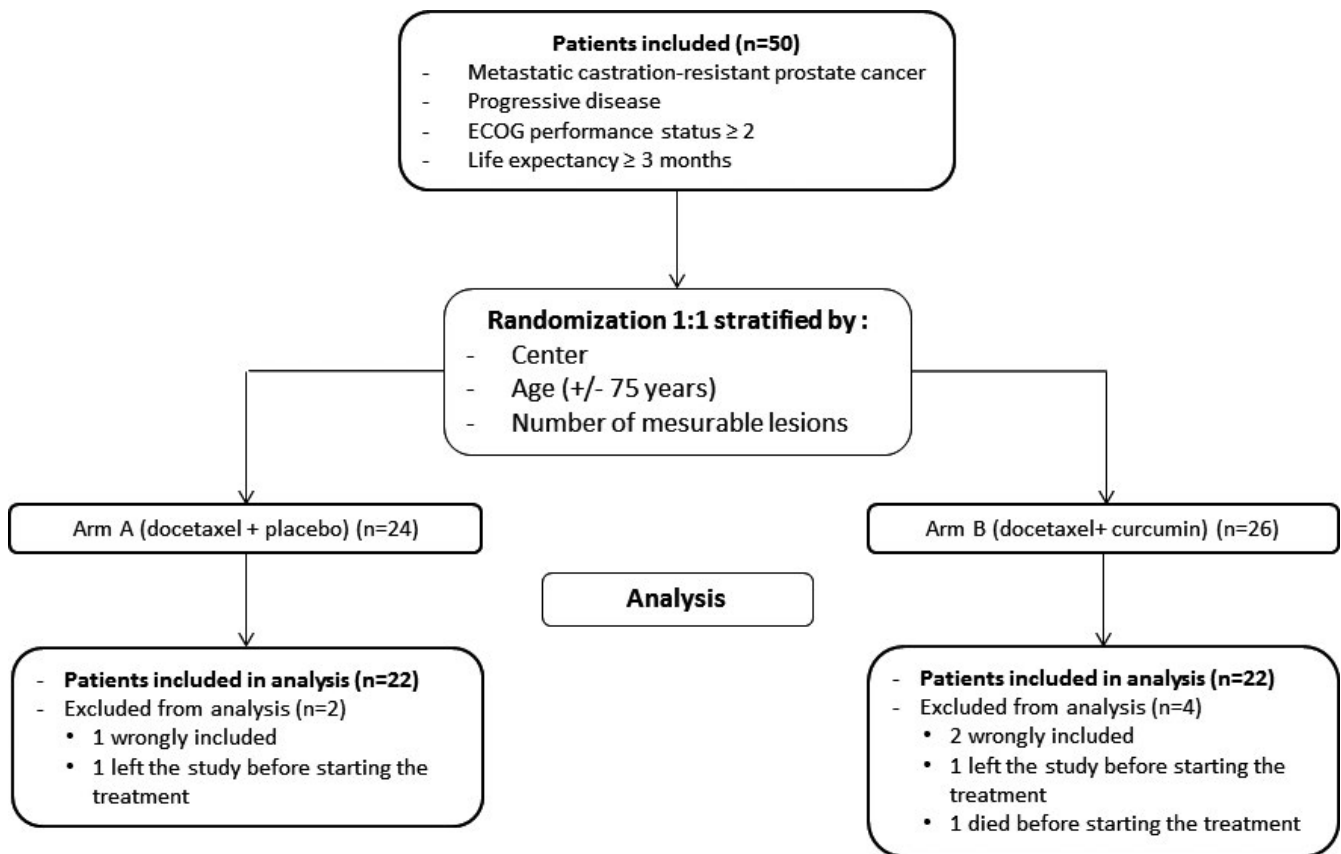 Patients included (n=50)
- Metastatic castration-resistant prostate cancer
- Progressive disease
- ECOG performance status ≥ 2
- Life expectancy ≥ 3 months
Randomization 1:1 stratified by :
- Center
- Age (+/- 75 years)
- Number of mesurable lesions
Arm A (docetaxel + placebo) (n=24)
Arm B (docetaxel+ curcumin) (n=26)
Analysis
- Patients included in analysis (n=22)
- Excluded from analysis (n=2)
• 1 wrongly included
• 1 left the study before starting the
treatment
- Patients included in analysis (n=22)
- Excluded from analysis (n=4)
• 2 wrongly included
• 1 left the study before starting the
treatment
• 1 died before starting the treatment